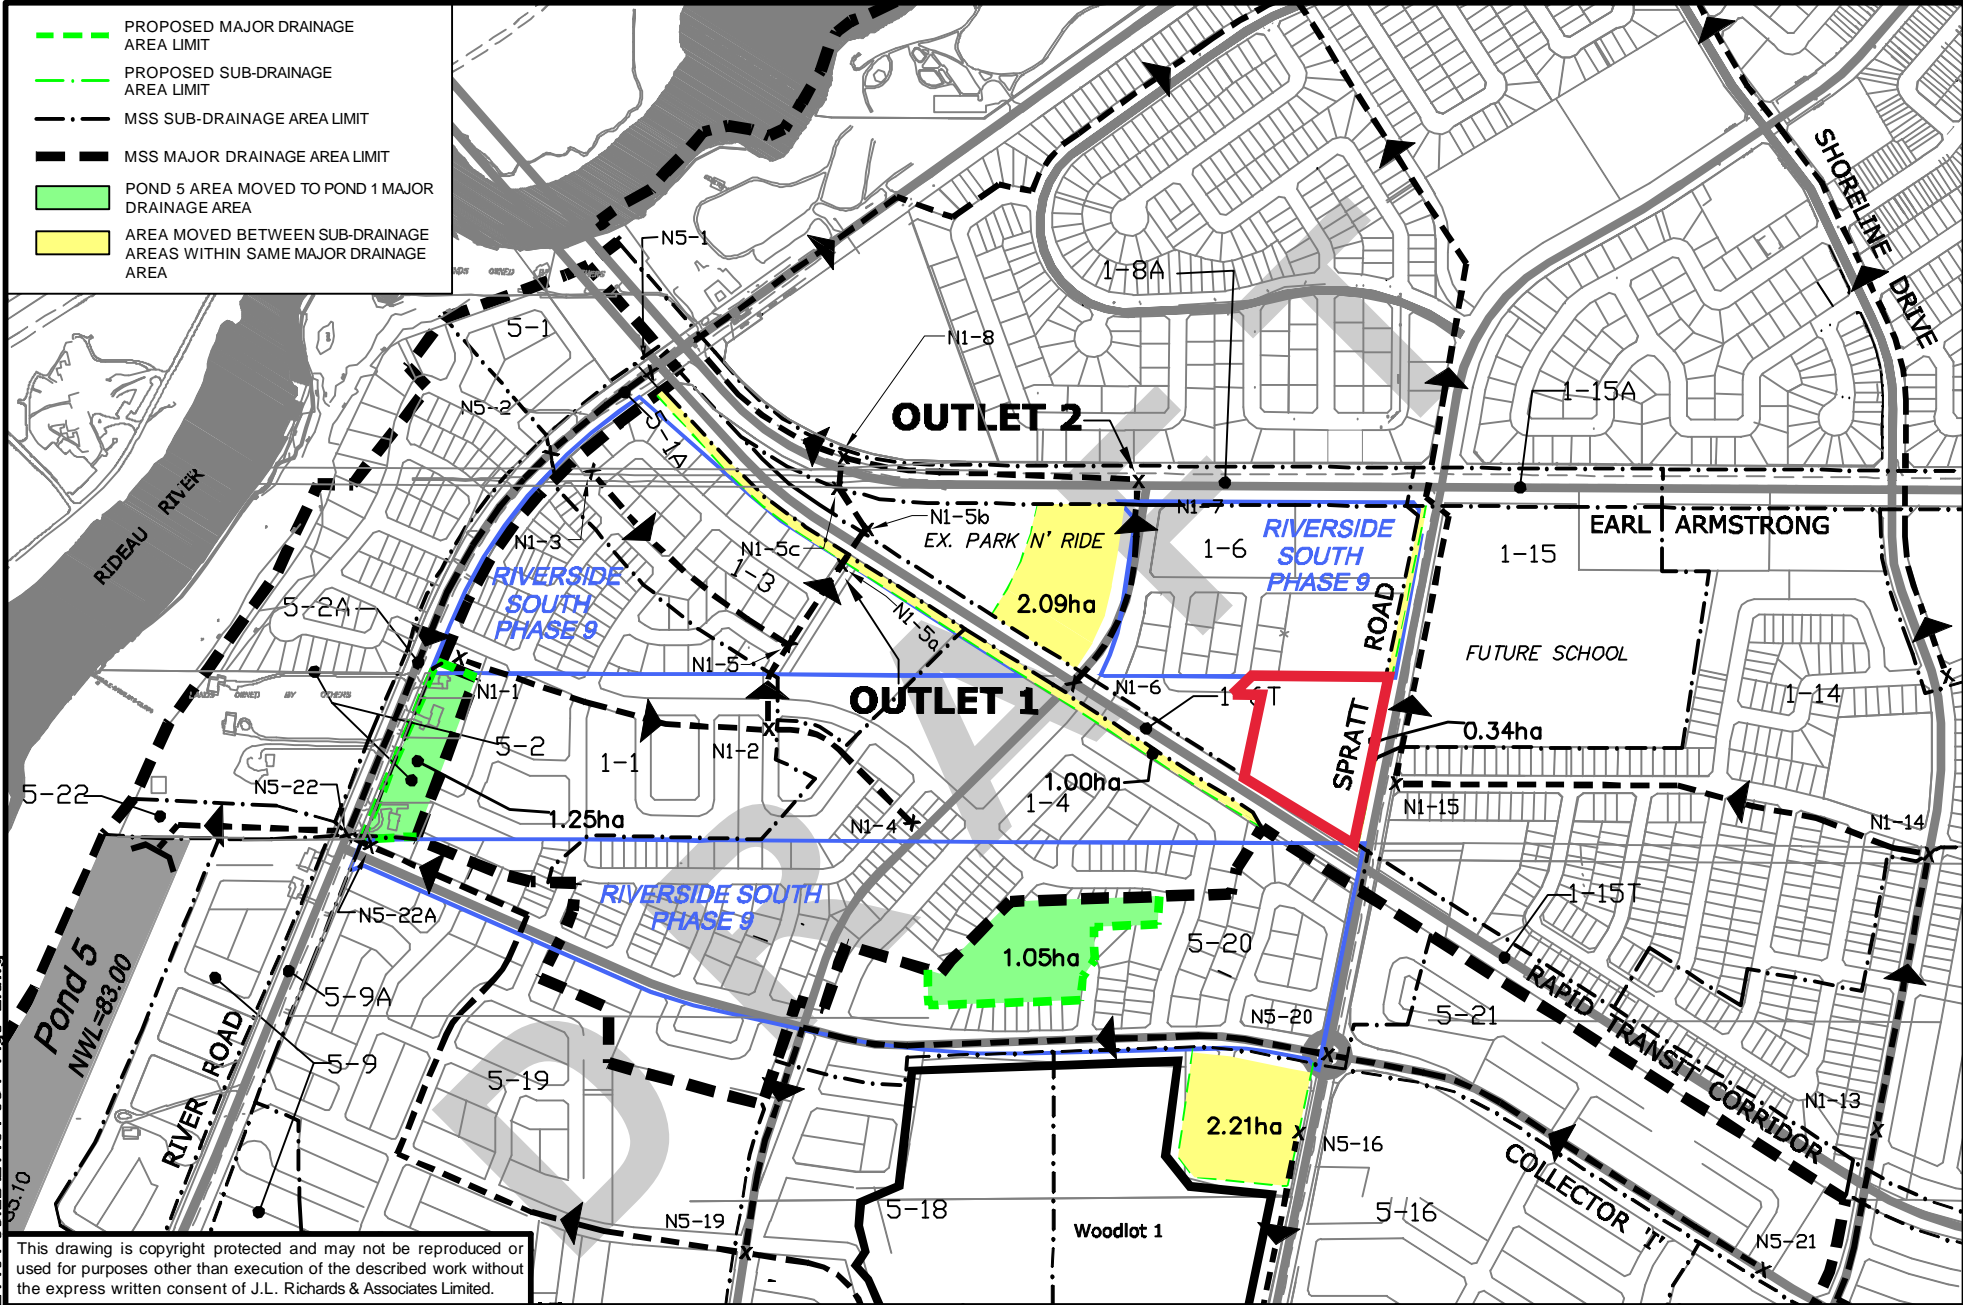 PROPOSED MAJOR DRAINAGE
AREA LIMIT
PROPOSED SUB-DRAINAGE
AREA LIMIT
MSS SUB-DRAINAGE AREA LIMIT
MSS MAJOR DRAINAGE AREA LIMIT
POND 5 AREA MOVED TO POND 1 MAJOR
DRAINAGE AREA
AREA MOVED BETWEEN SUB-DRAINAGE
AREAS WITHIN SAME MAJOR DRAINAGE
AREA
N5-1
5-1
1-8A
SHORELINE DRIVE
N1-8
N5-2
5-1A
OUTLET 2
1-15A
RIDEAU RIVER
N1-3
N1-5c
N1-5b
EX. PARK N' RIDE
N1-7
1-6
RIVERSIDE
SOUTH
PHASE 9
EARL ARMSTRONG
1-15
1-3
RIVERSIDE
SOUTH
PHASE 9
5-2A
2.09ha
N1-5a
ROAD
FUTURE SCHOOL
N1-5
LANDS OWNED BY OTHERS
N1-1
OUTLET 1
N1-6
1-6T
SPRATT
1-14
0.34ha
5-2
1-1
N1-2
5-22
N5-22
1.25ha
1.00ha
1-4
N1-4
N1-15
N1-14
RIVERSIDE SOUTH
PHASE 9
N5-22A
1-15T
5-20
1.05ha
Pond 5
NWL=83.00
5-9A
RAPID TRANSIT CORRIDOR
N5-20
5-21
RIVER ROAD
5-9
5-19
2.21ha
N5-16
N1-13
COLLECTOR 'I'
5-18
5-16
N5-19
Woodlot 1
N5-21
This drawing is copyright protected and may not be reproduced or
used for purposes other than execution of the described work without
the express written consent of J.L. Richards & Associates Limited.
DRAFT